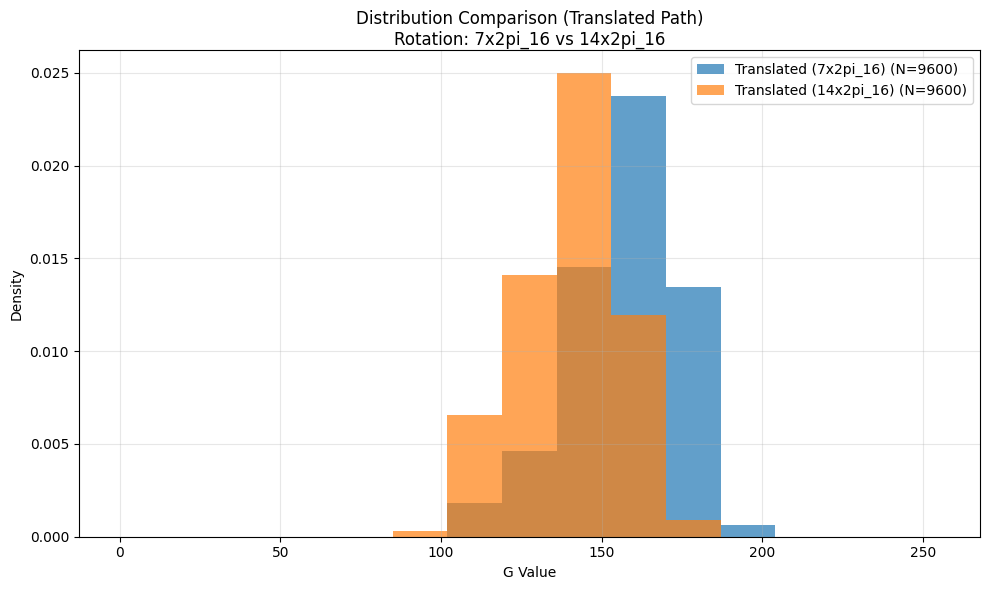 Distribution Comparison (Translated Path)
Rotation: 7x2pi_16 vs 14x2pi_16
Translated (7x2pi_16) (N=9600)
Translated (14x2pi_16) (N=9600)
Density
0.025
0.020
0.015
0.010
0.005
0.000
0 50 100 150 200 250
G Value